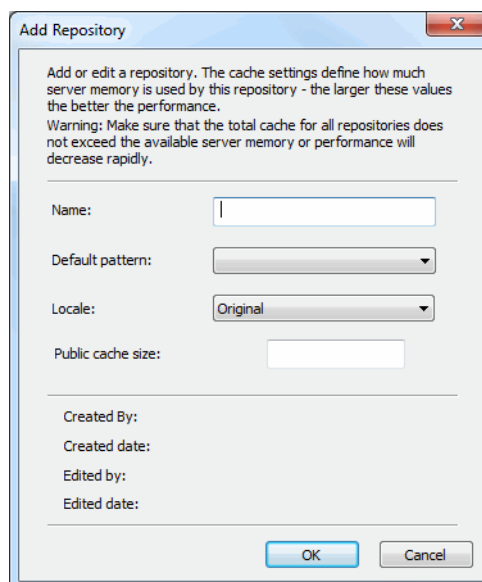 Add Repository
Add or edit a repository. The cache settings define how much
server memory is used by this repository - the larger these values
the better the performance.
Warning: Make sure that the total cache for all repositories does
not exceed the available server memory or performance will
decrease rapidly.
Name:
Default pattern:
Locale: Original
Public cache size:
Created By:
Created date:
Edited by:
Edited date:
OK Cancel